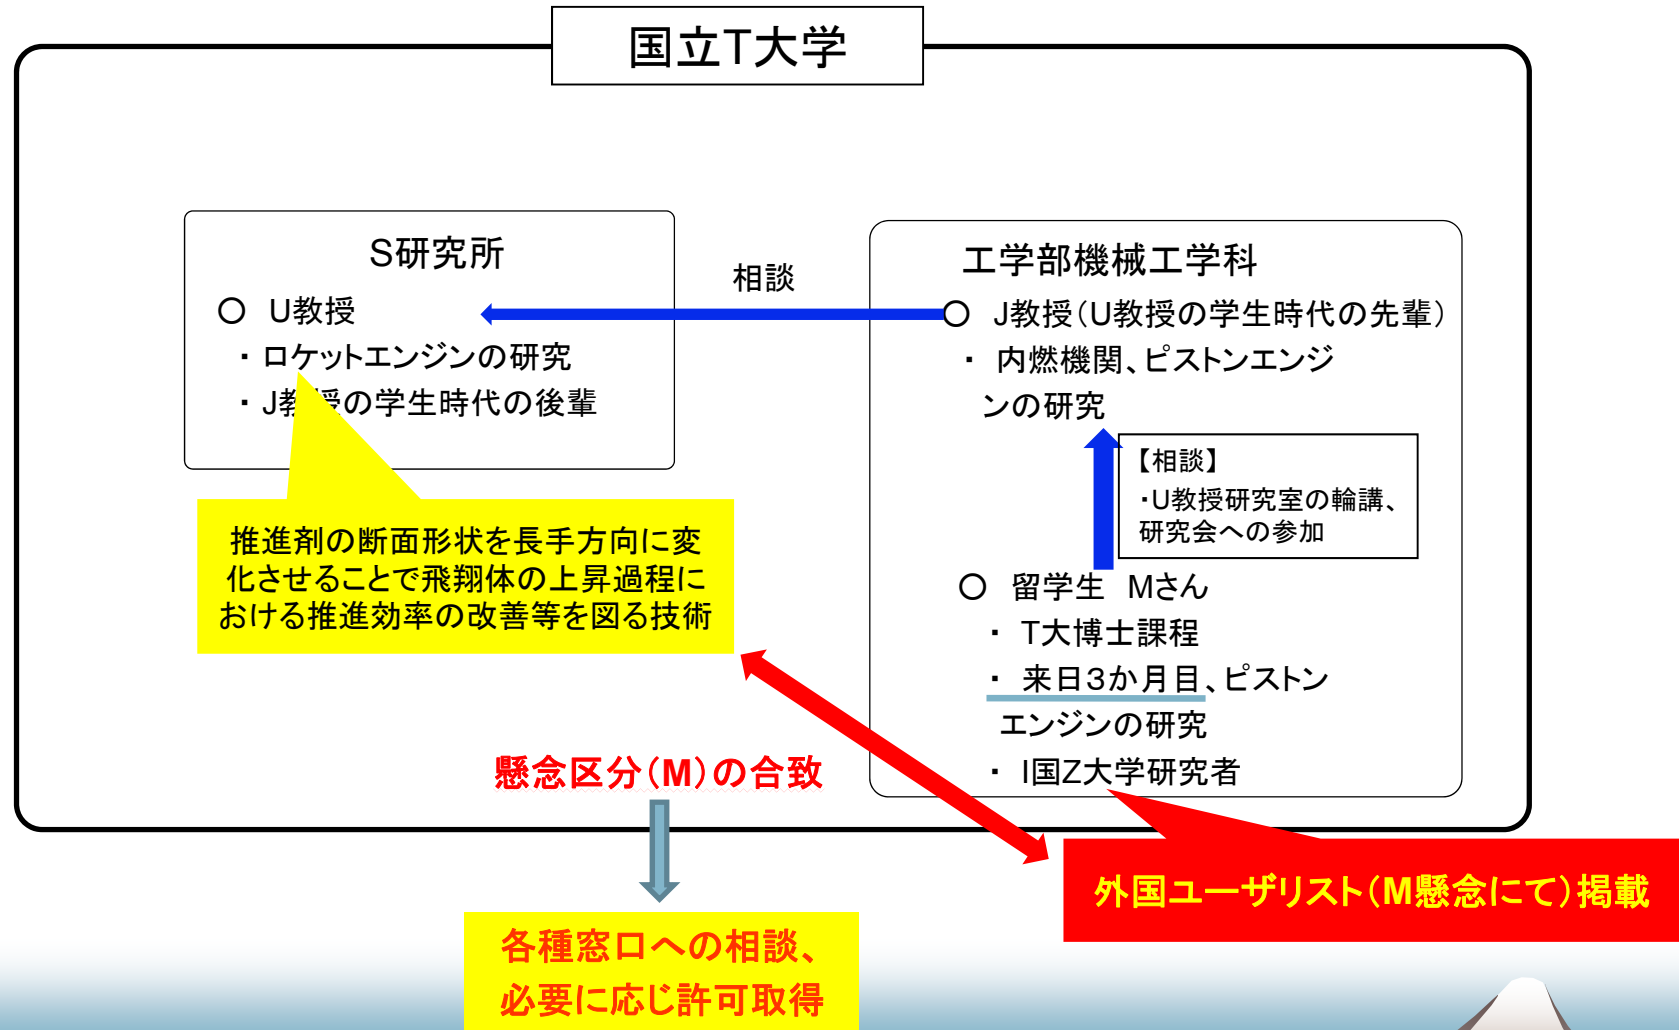 国立T大学
S研究所
○ U教授
・ロケットエンジンの研究
・J教授の学生時代の後輩
推進剤の断面形状を長手方向に変
化させることで飛翔体の上昇過程に
おける推進効率の改善等を図る技術
相談
工学部機械工学科
○ J教授(U教授の学生時代の先輩)
・ 内燃機関、ピストンエンジ
ンの研究
【相談】
・U教授研究室の輪講、
研究会への参加
○ 留学生 Mさん
・ T大博士課程
・ 来日3か月目、ピストン
エンジンの研究
・ I国Z大学研究者
懸念区分(M)の合致
外国ユーザリスト(M懸念にて)掲載
各種窓口への相談、
必要に応じ許可取得